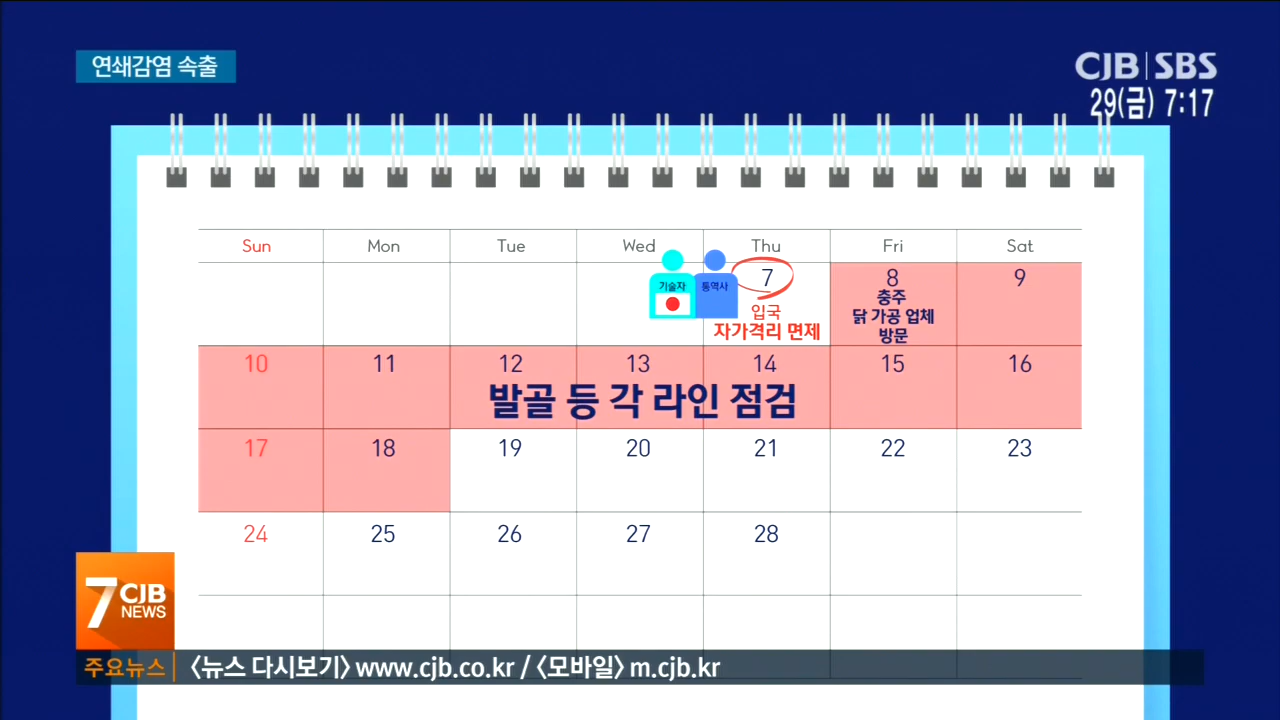 연쇄감염 속출
CJB SBS
29(금) 7:17
Sun Mon Tue Wed Thu Fri Sat
기술자 통역사
7 8 9
입국
자가격리 면제
충주
닭 가공 업체
방문
10 11 12 13 14 15 16
발골 등 각 라인 점검
17 18 19 20 21 22 23
24 25 26 27 28
7 CJB
NEWS
주요뉴스 〈뉴스 다시보기〉 www.cjb.co.kr / 〈모바일〉 m.cjb.kr